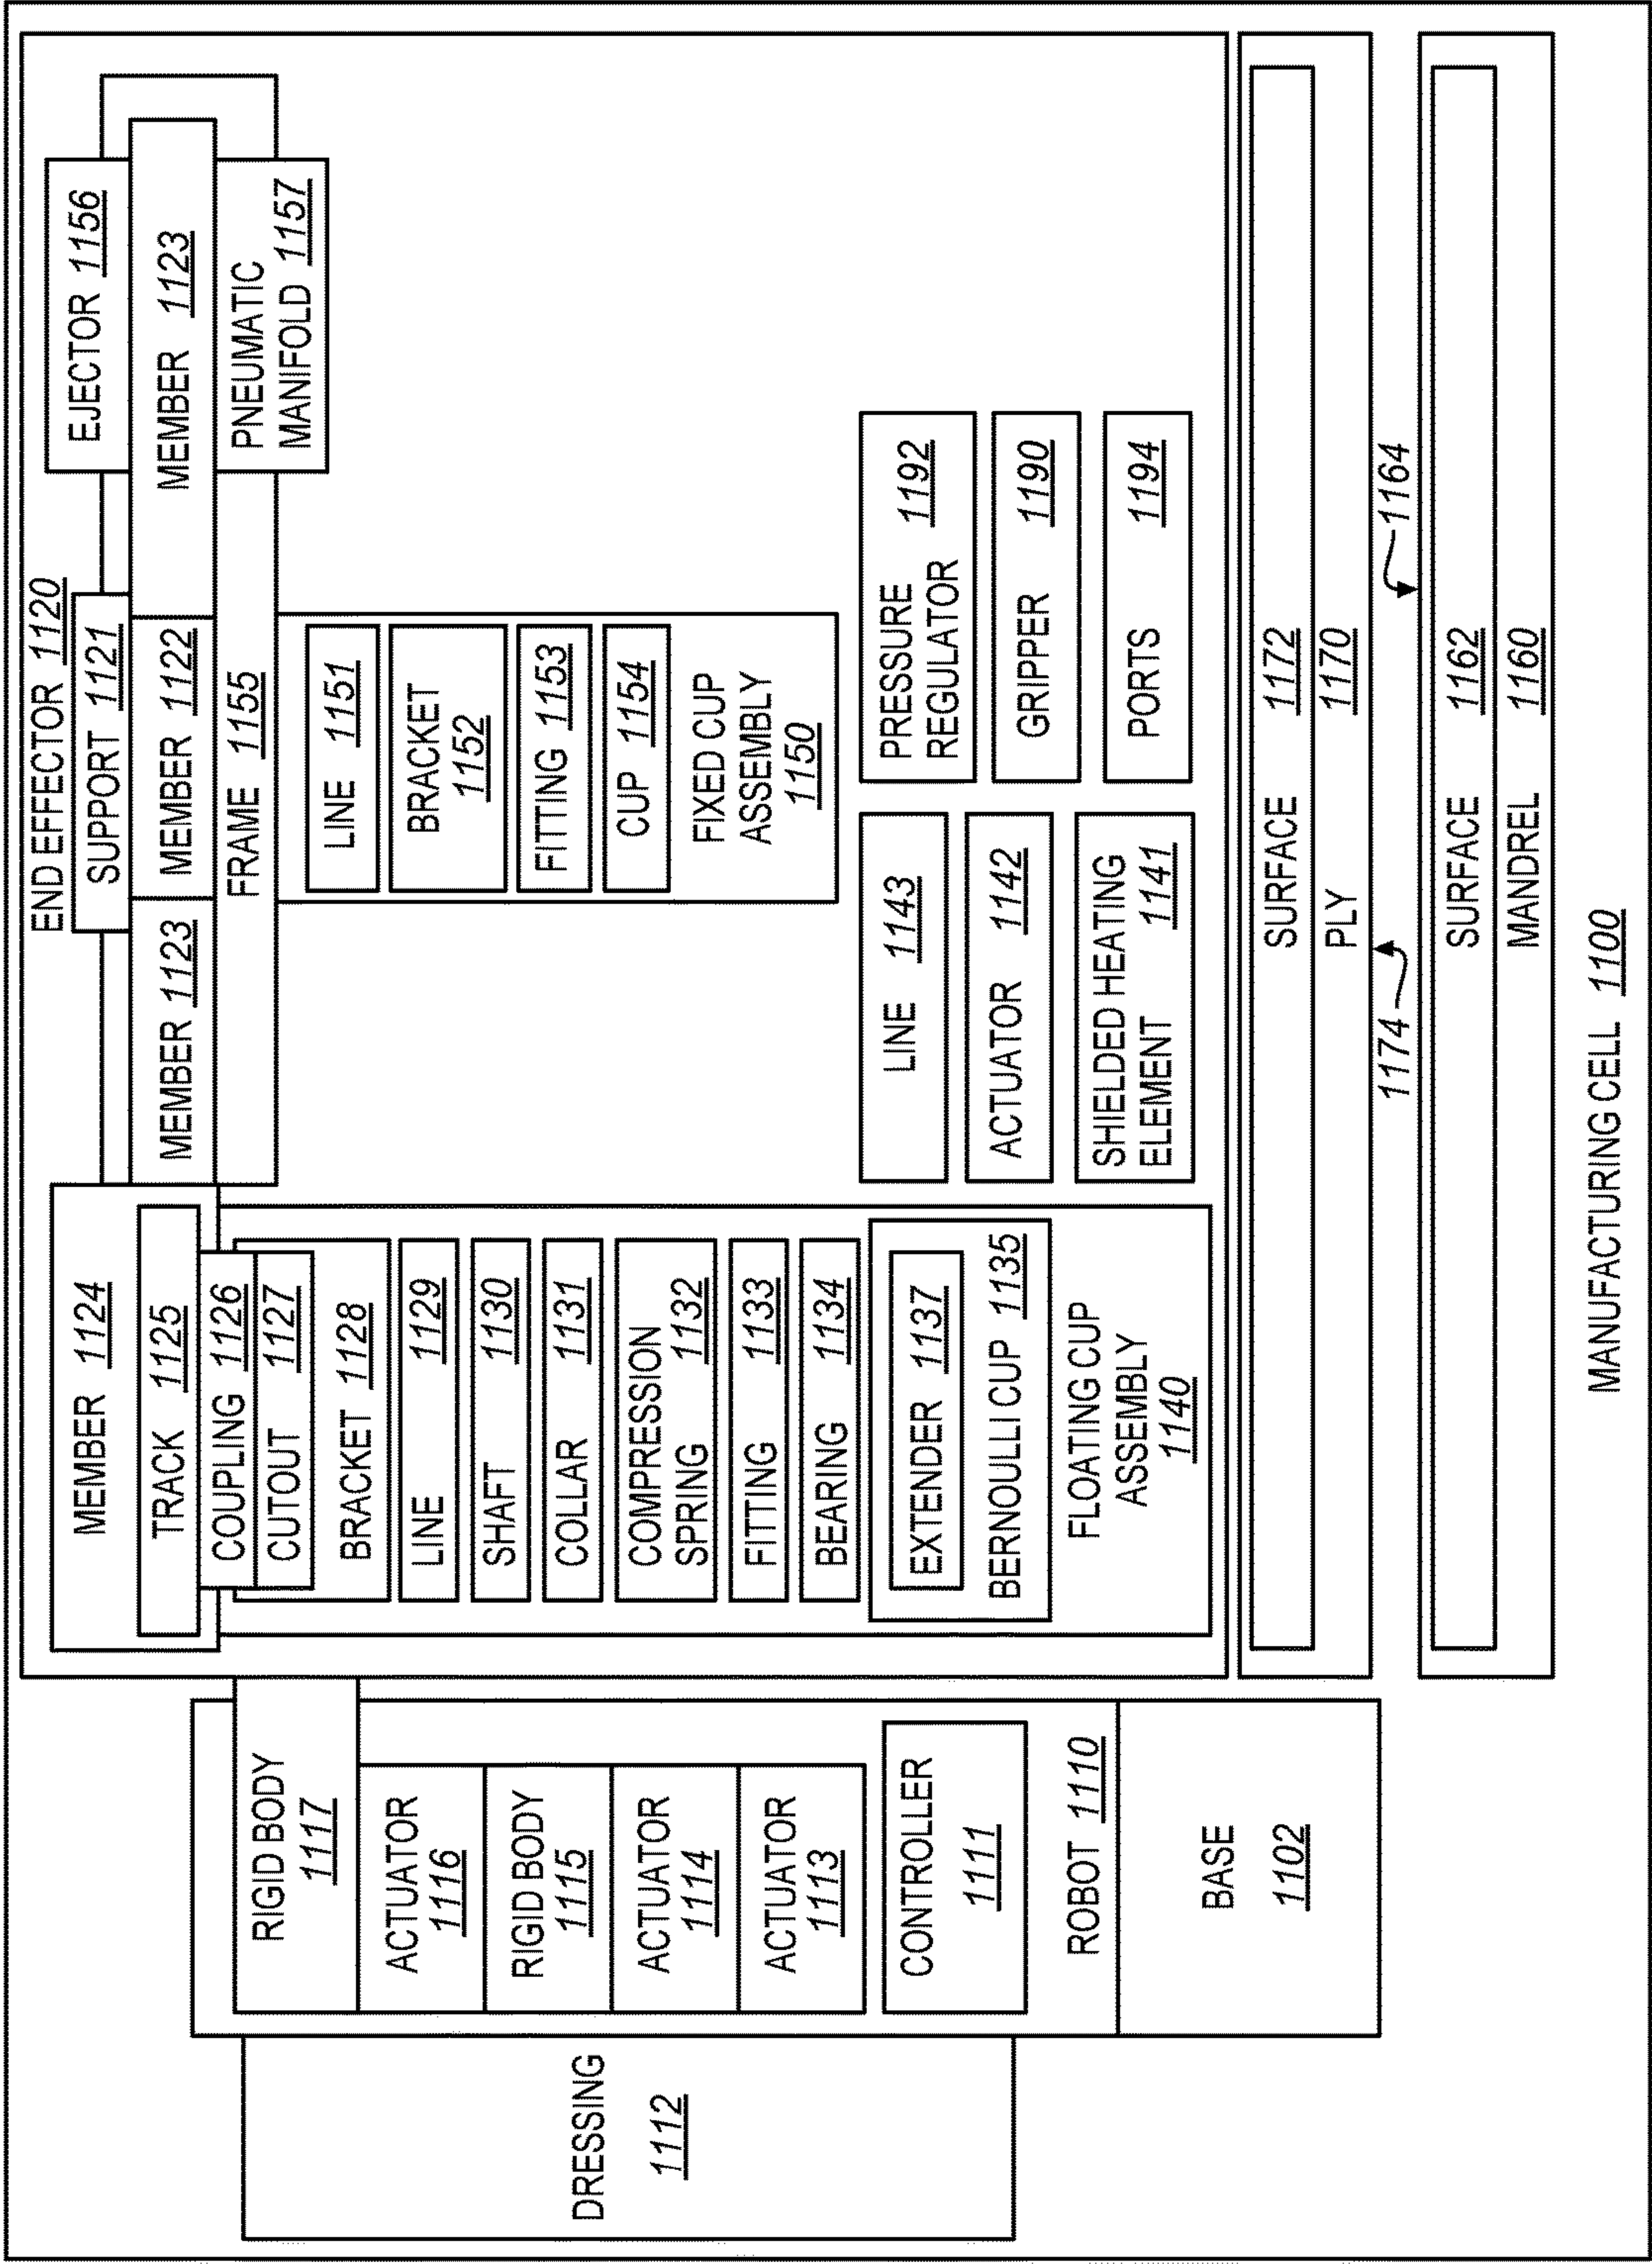 DRESSING
1112
RIGID BODY
1117
ACTUATOR
1116
RIGID BODY
1115
ACTUATOR
1114
ACTUATOR
1113
CONTROLLER
1111
ROBOT 1110
BASE
1102
END EFFECTOR 1120
MEMBER 1124
TRACK 1125
COUPLING 1126
CUTOUT 1127
BRACKET 1128
LINE 1129
SHAFT 1130
COLLAR 1131
COMPRESSION
SPRING 1132
FITTING 1133
BEARING 1134
EXTENDER 1137
BERNOULLI CUP 1135
FLOATING CUP
ASSEMBLY
1140
SUPPORT 1121
MEMBER 1123
MEMBER 1122
MEMBER 1123
FRAME 1155
EJECTOR 1156
PNEUMATIC
MANIFOLD 1157
LINE 1151
BRACKET
1152
FITTING 1153
CUP 1154
FIXED CUP
ASSEMBLY
1150
LINE 1143
ACTUATOR 1142
SHIELDED HEATING
ELEMENT 1141
PRESSURE
REGULATOR 1192
GRIPPER 1190
PORTS 1194
SURFACE 1172
PLY 1170
1174
1164
SURFACE 1162
MANDREL 1160
MANUFACTURING CELL 1100